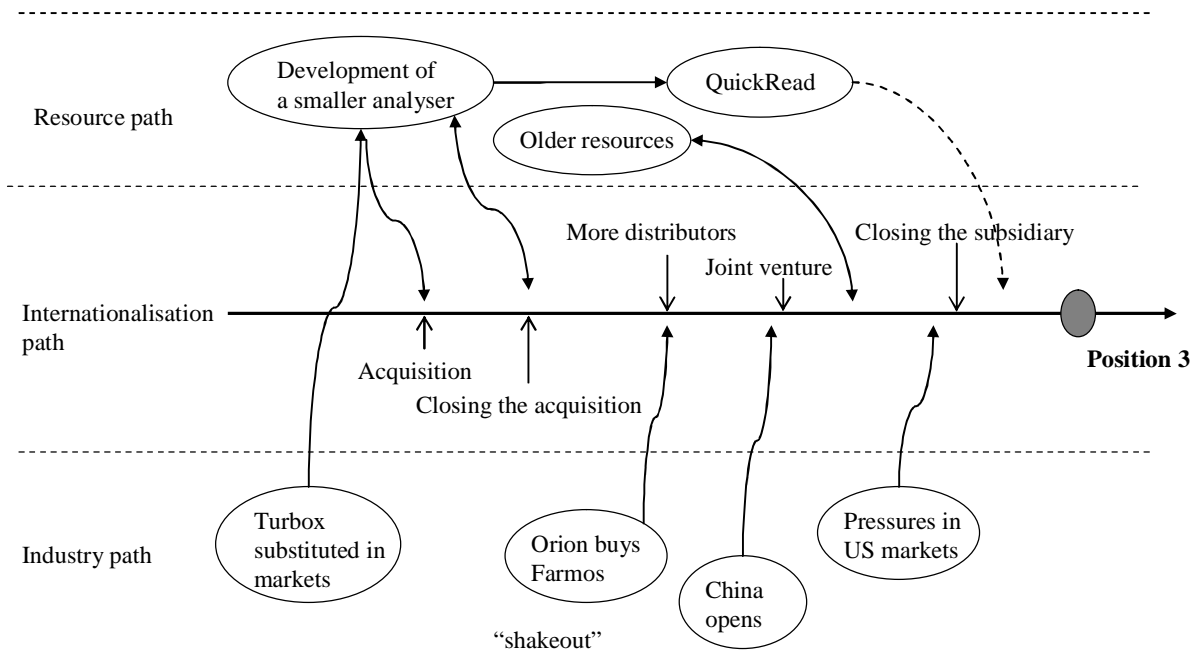 Development of
a smaller analyser
QuickRead
Resource path
Older resources
More distributors
Closing the subsidiary
Joint venture
Internationalisation
path
Position 3
Acquisition
Closing the acquisition
Industry path
Turbox
substituted in
markets
Orion buys
Farmos
China
opens
Pressures in
US markets
“shakeout”